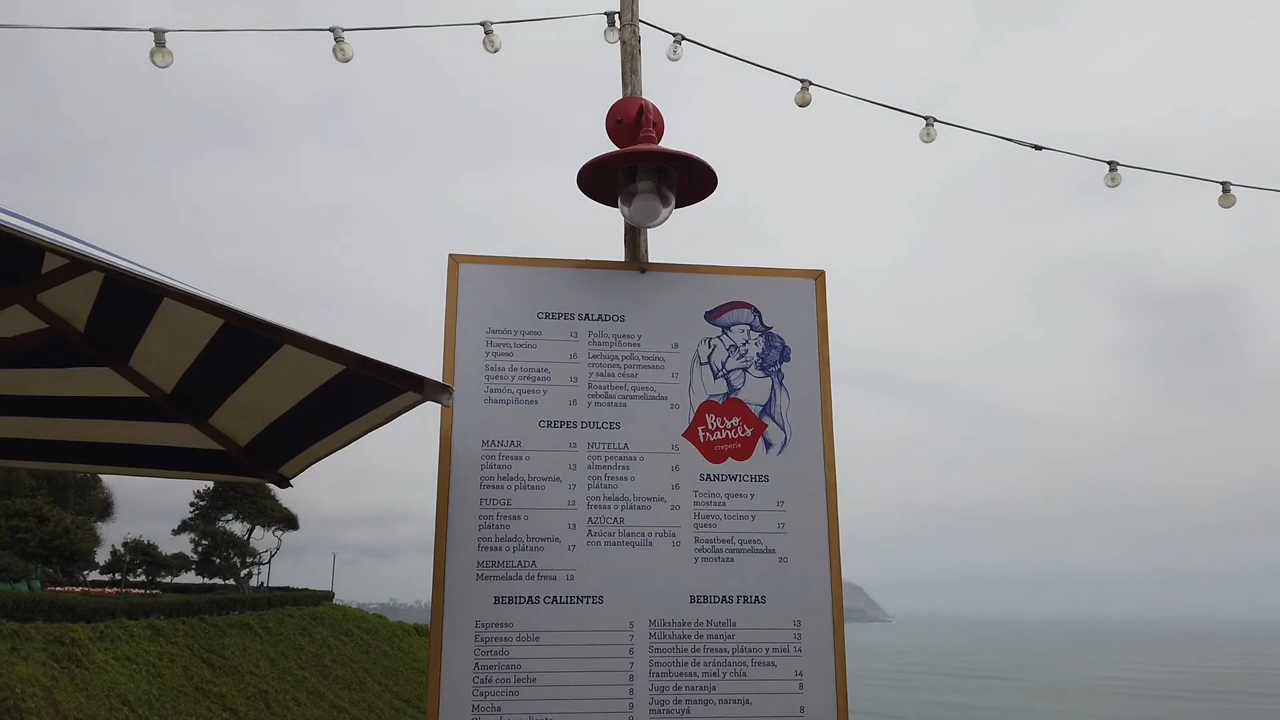 CREPES SALADOS
Jamón y queso 13
Huevo, tocino
y queso 16
Salsa de tomate,
queso y orégano 13
Jamón, queso y
champiñones 16
Pollo, queso y
champiñones 18
Lechuga, pollo, tocino,
crotones, parmesano
y salsa césar 17
Roastbeef, queso,
cebollas caramelizadas
y mostaza 20
Beso
Frances
crepería
CREPES DULCES
MANJAR 12
con fresas o
plátano 13
con helado, brownie,
fresas o plátano 17
FUDGE 12
con fresas o
plátano 13
con helado, brownie,
fresas o plátano 17
MERMELADA
Mermelada de fresa 12
NUTELLA 15
con pecanas o
almendras 16
con fresas o
plátano 16
con helado, brownie,
fresas o plátano 20
AZÚCAR
Azúcar blanca o rubia
con mantequilla 10
SANDWICHES
Tocino, queso y
mostaza 17
Huevo, tocino y
queso 17
Roastbeef, queso,
cebollas caramelizadas
y mostaza 20
BEBIDAS CALIENTES
Espresso 5
Espresso doble 7
Cortado 6
Americano 7
Café con leche 8
Capuccino 8
Mocha 9
BEBIDAS FRIAS
Milkshake de Nutella 13
Milkshake de manjar 13
Smoothie de fresas, plátano y miel 14
Smoothie de arándanos, fresas,
frambuesas, miel y chía 14
Jugo de naranja 8
Jugo de mango, naranja,
maracuyá 8